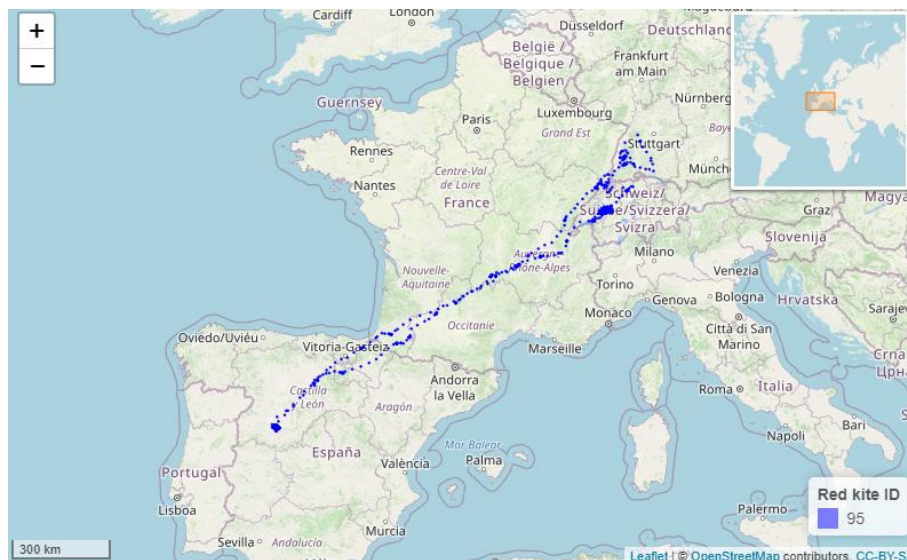 +
−
Cardiff
London
Düsseldorf
België /
Belgique /
Belgien
Deutschland
Frankfurt
am Main
Guernsey
Luxembourg
Nürnberg
Paris
Grand Est
Stuttgart
Rennes
Centre-Val
de Loire
Nantes
France
Schweiz/
Suisse/Svizzera/
Svizra
Graz
Slovenija
Nouvelle-
Aquitaine
Auvergne-
Rhône-Alpes
Milano
Torino
Venezia
Hrvatska
Genova
Bologna
Occitanie
Monaco
Città di San
Marino
Oviedo/Uviéu
Vitoria-Gasteiz
Marseille
Andorra
la Vella
Castilla
y León
Aragón
Roma
Italia
España
Mar Balear
Bari
Portugal
València
Palma
Napoli
Lisboa
Murcia
Palermo
Sevilla
Andalucía
Red kite ID
95
300 km
Leaflet | © OpenStreetMap contributors, CC-BY-S